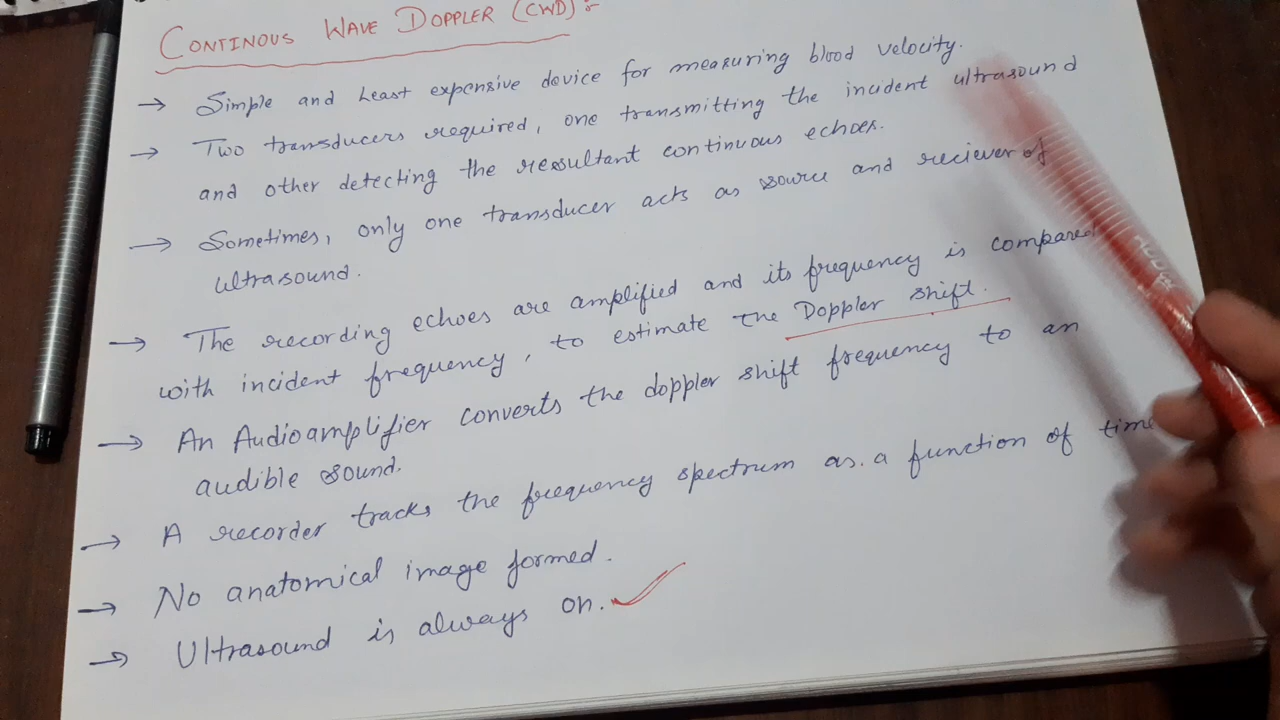 CONTINOUS WAVE DOPPLER (CWD):-
→ Simple and Least expensive device for measuring blood velocity.
→ Two transducers required, one transmitting the incident ultrasound
and other detecting the resultant continuous echoes.
→ Sometimes, only one transducer acts as source and reciever of
ultrasound.
→ The recording echoes are amplified and its frequency is compared
with incident frequency, to estimate the Doppler shift.
→ An Audioamplifier converts the doppler shift frequency to an
audible sound.
→ A recorder tracks the frequency spectrum as a function of time
→ No anatomical image formed.
→ Ultrasound is always on.